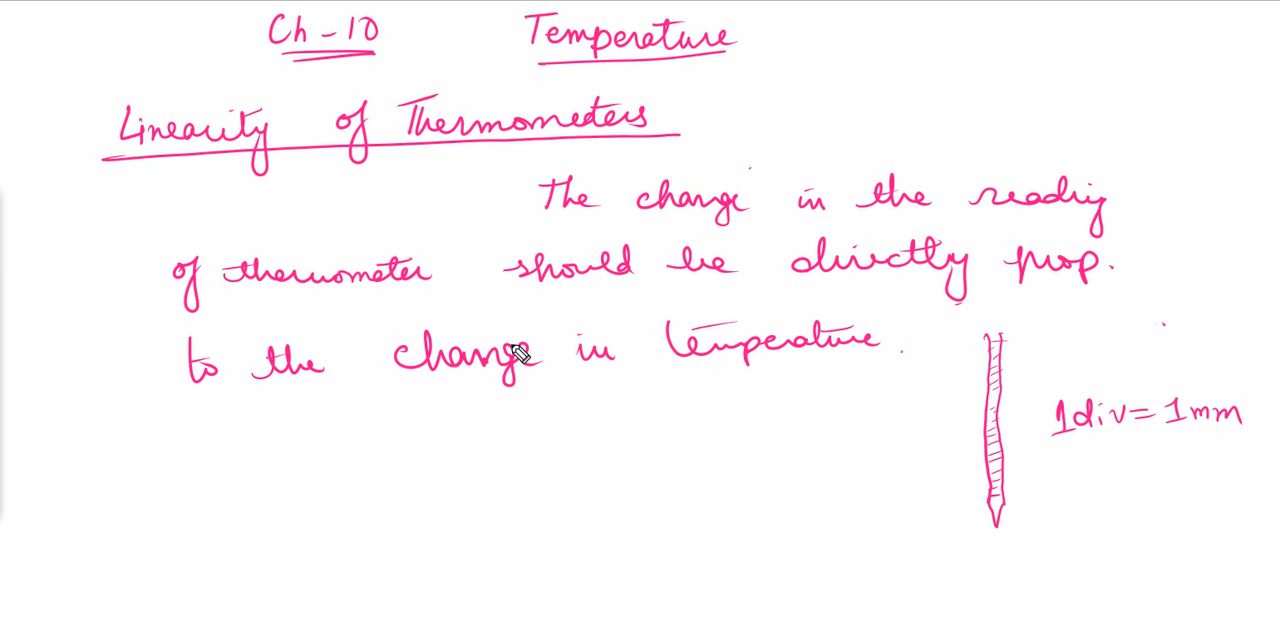 Ch - 10 Temperature
Linearity of Thermometers
The change in the reading
of thermometer should be directly prop.
to the change in temperature.
1div = 1mm